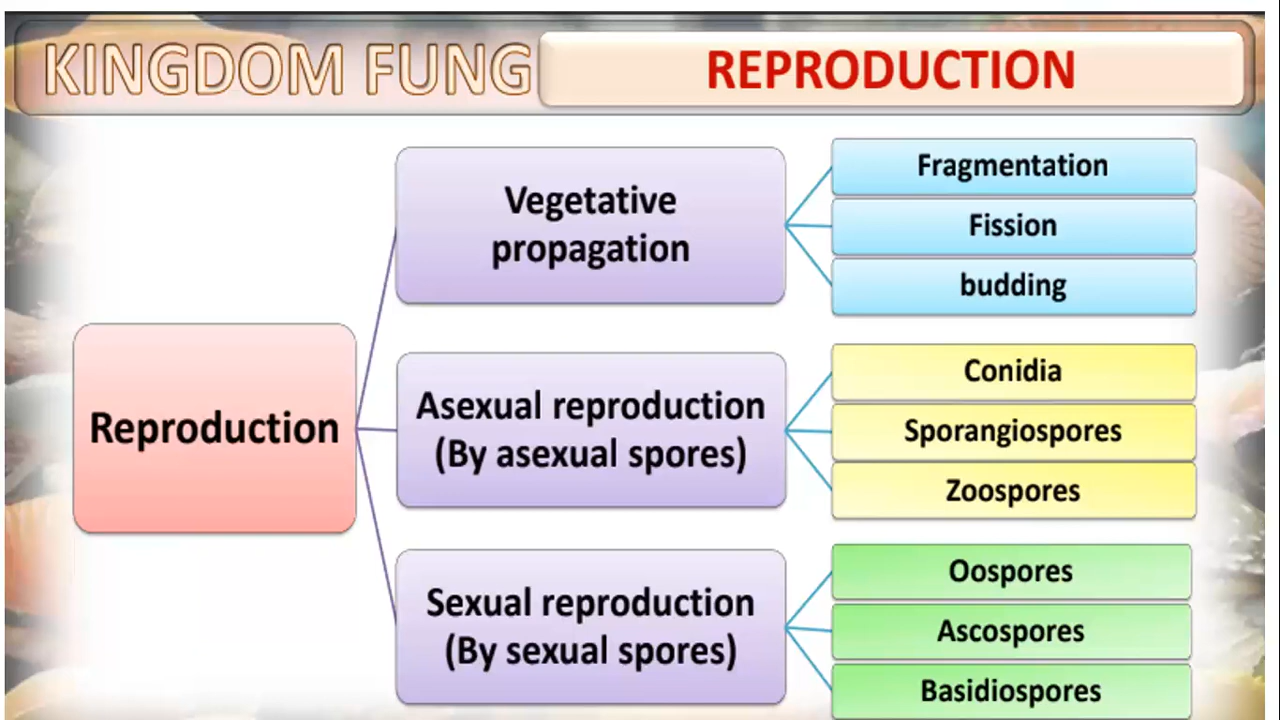 KINGDOM FUNG
REPRODUCTION
Reproduction
Vegetative
propagation
Fragmentation
Fission
budding
Asexual reproduction
(By asexual spores)
Conidia
Sporangiospores
Zoospores
Sexual reproduction
(By sexual spores)
Oospores
Ascospores
Basidiospores